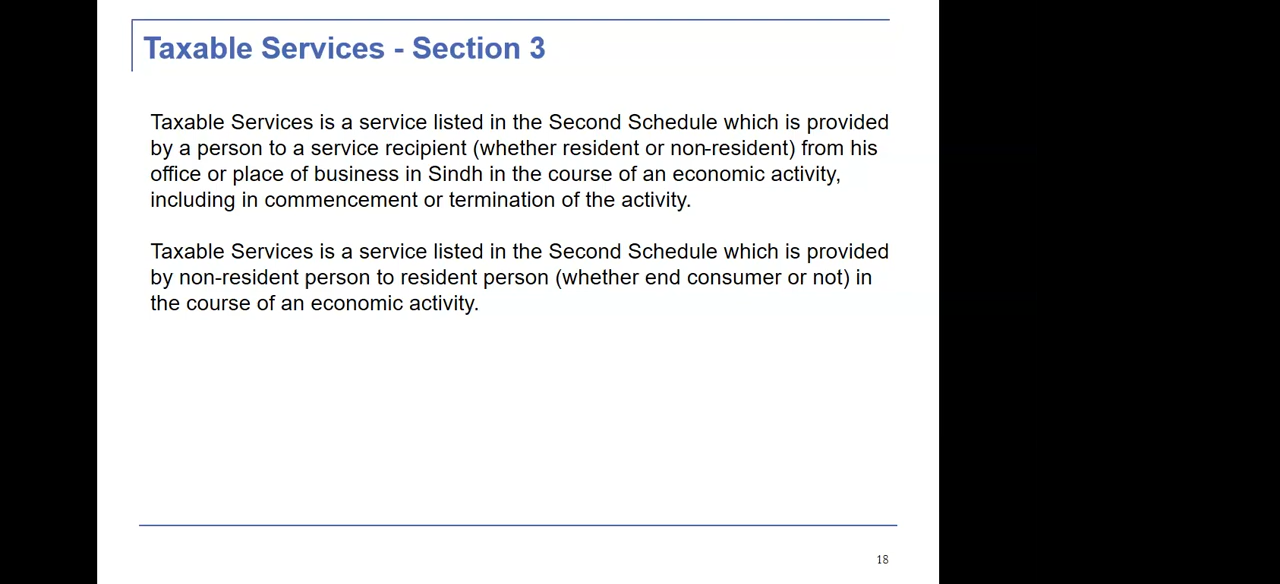 Taxable Services - Section 3
Taxable Services is a service listed in the Second Schedule which is provided
by a person to a service recipient (whether resident or non-resident) from his
office or place of business in Sindh in the course of an economic activity,
including in commencement or termination of the activity.
Taxable Services is a service listed in the Second Schedule which is provided
by non-resident person to resident person (whether end consumer or not) in
the course of an economic activity.
18